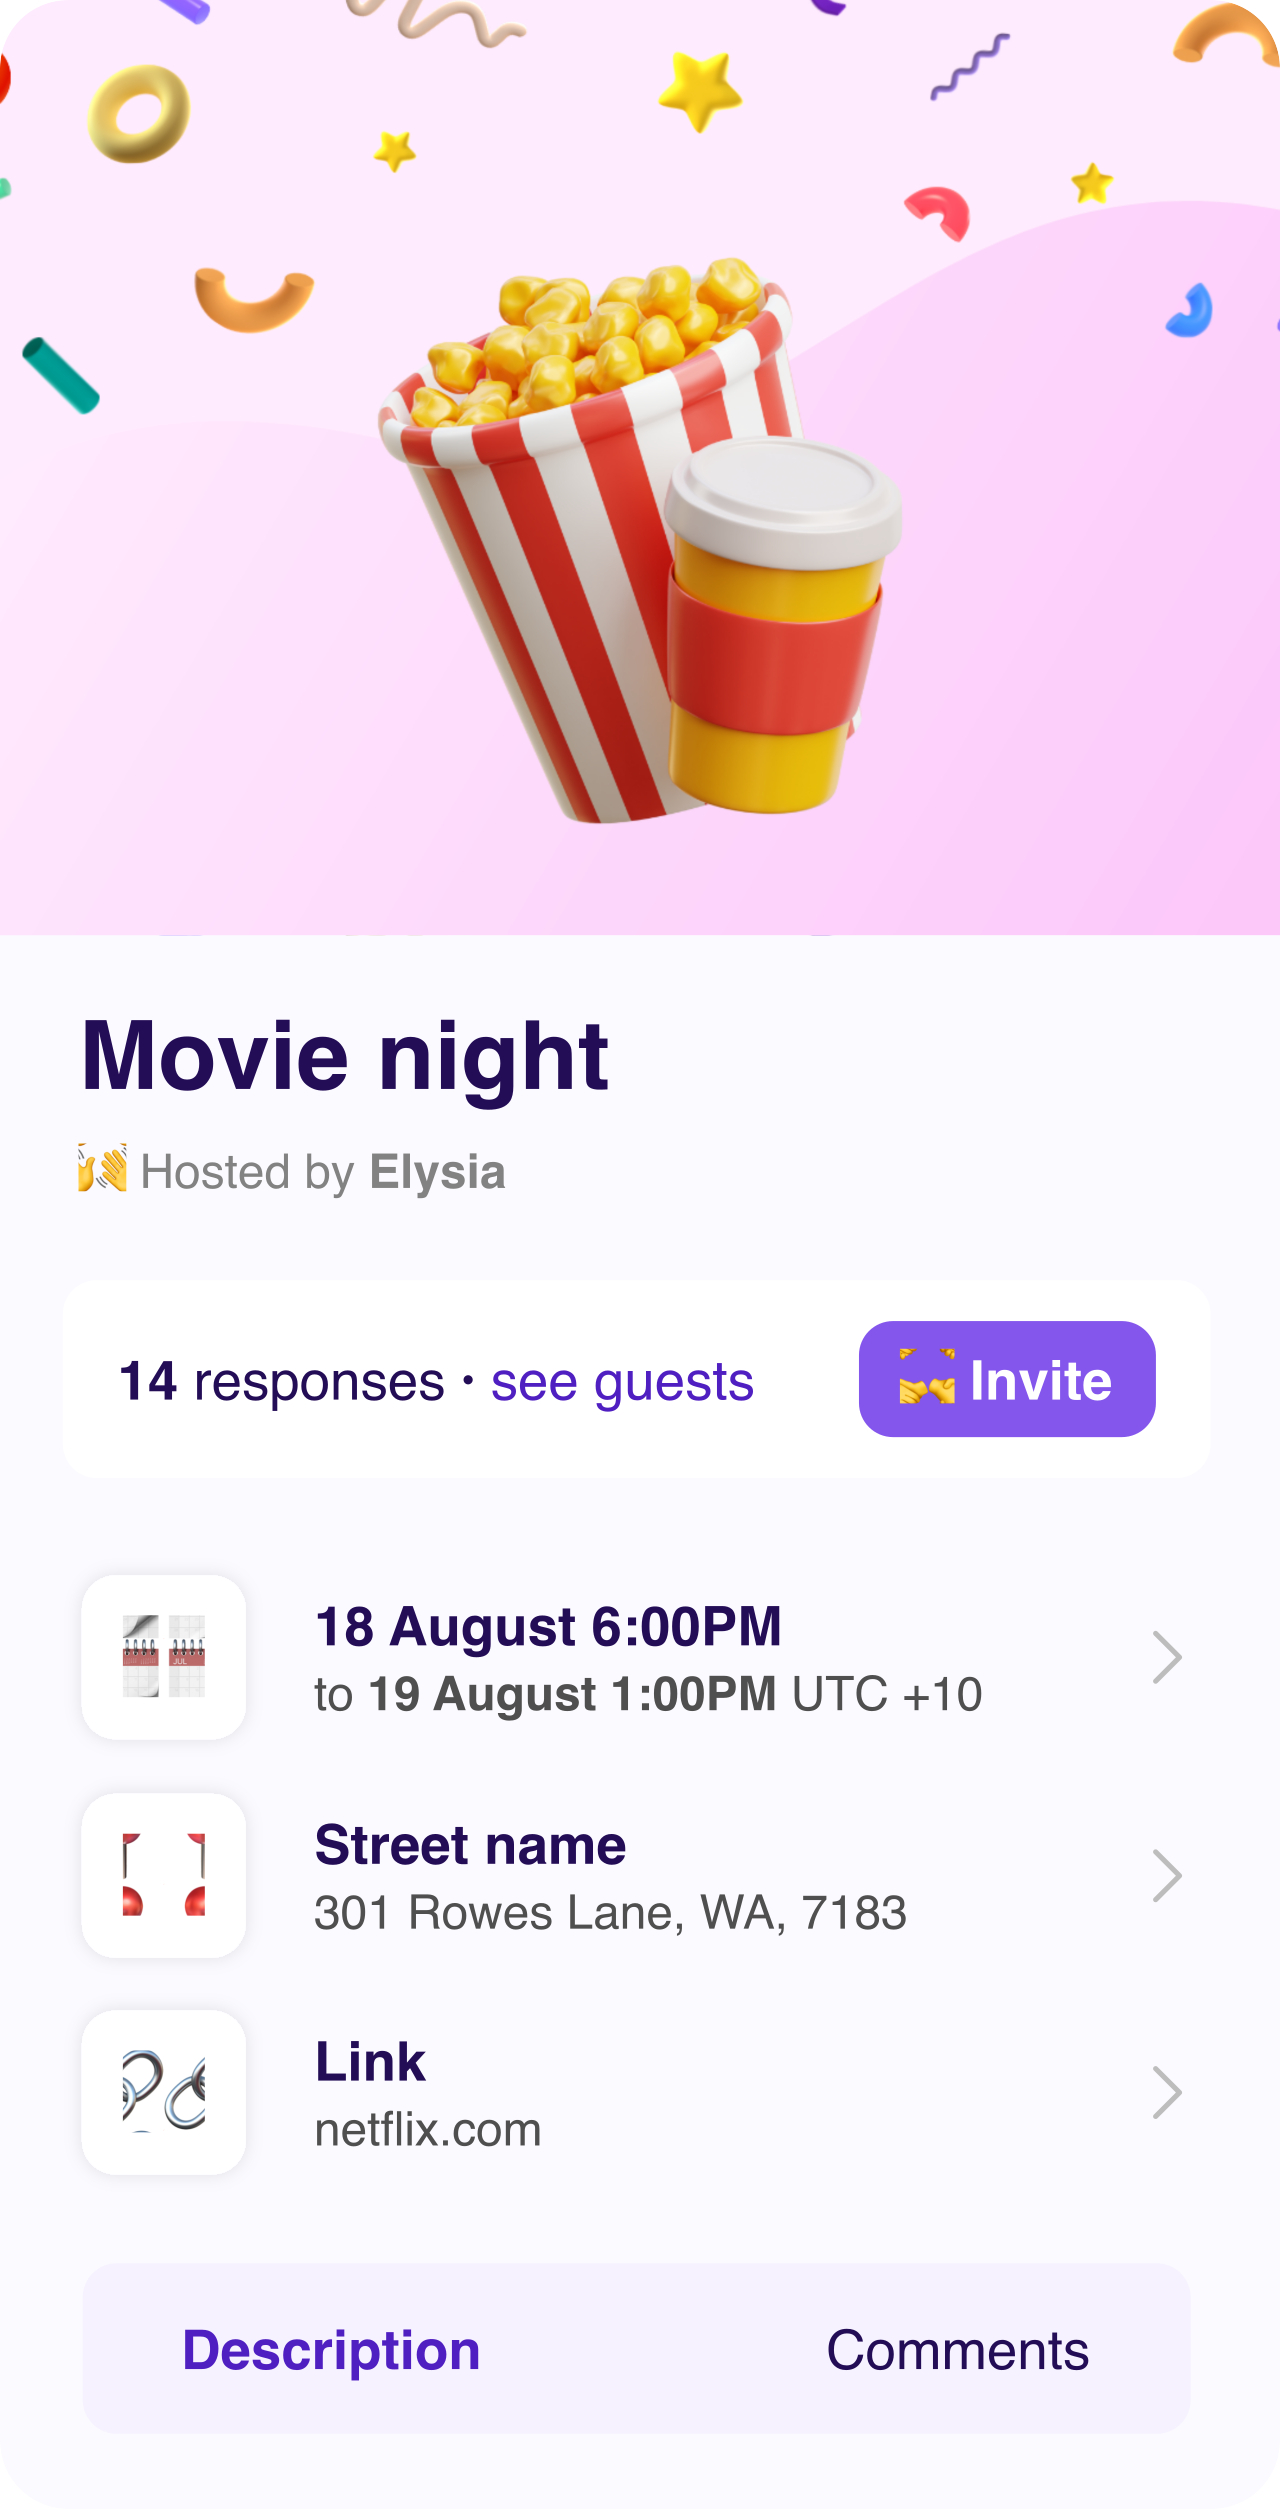 Movie night
👋 Hosted by Elysia
14 responses • see guests
Invite
JUL
18 August 6:00PM
to 19 August 1:00PM UTC +10
Street name
301 Rowes Lane, WA, 7183
Link
netflix.com
Description
Comments